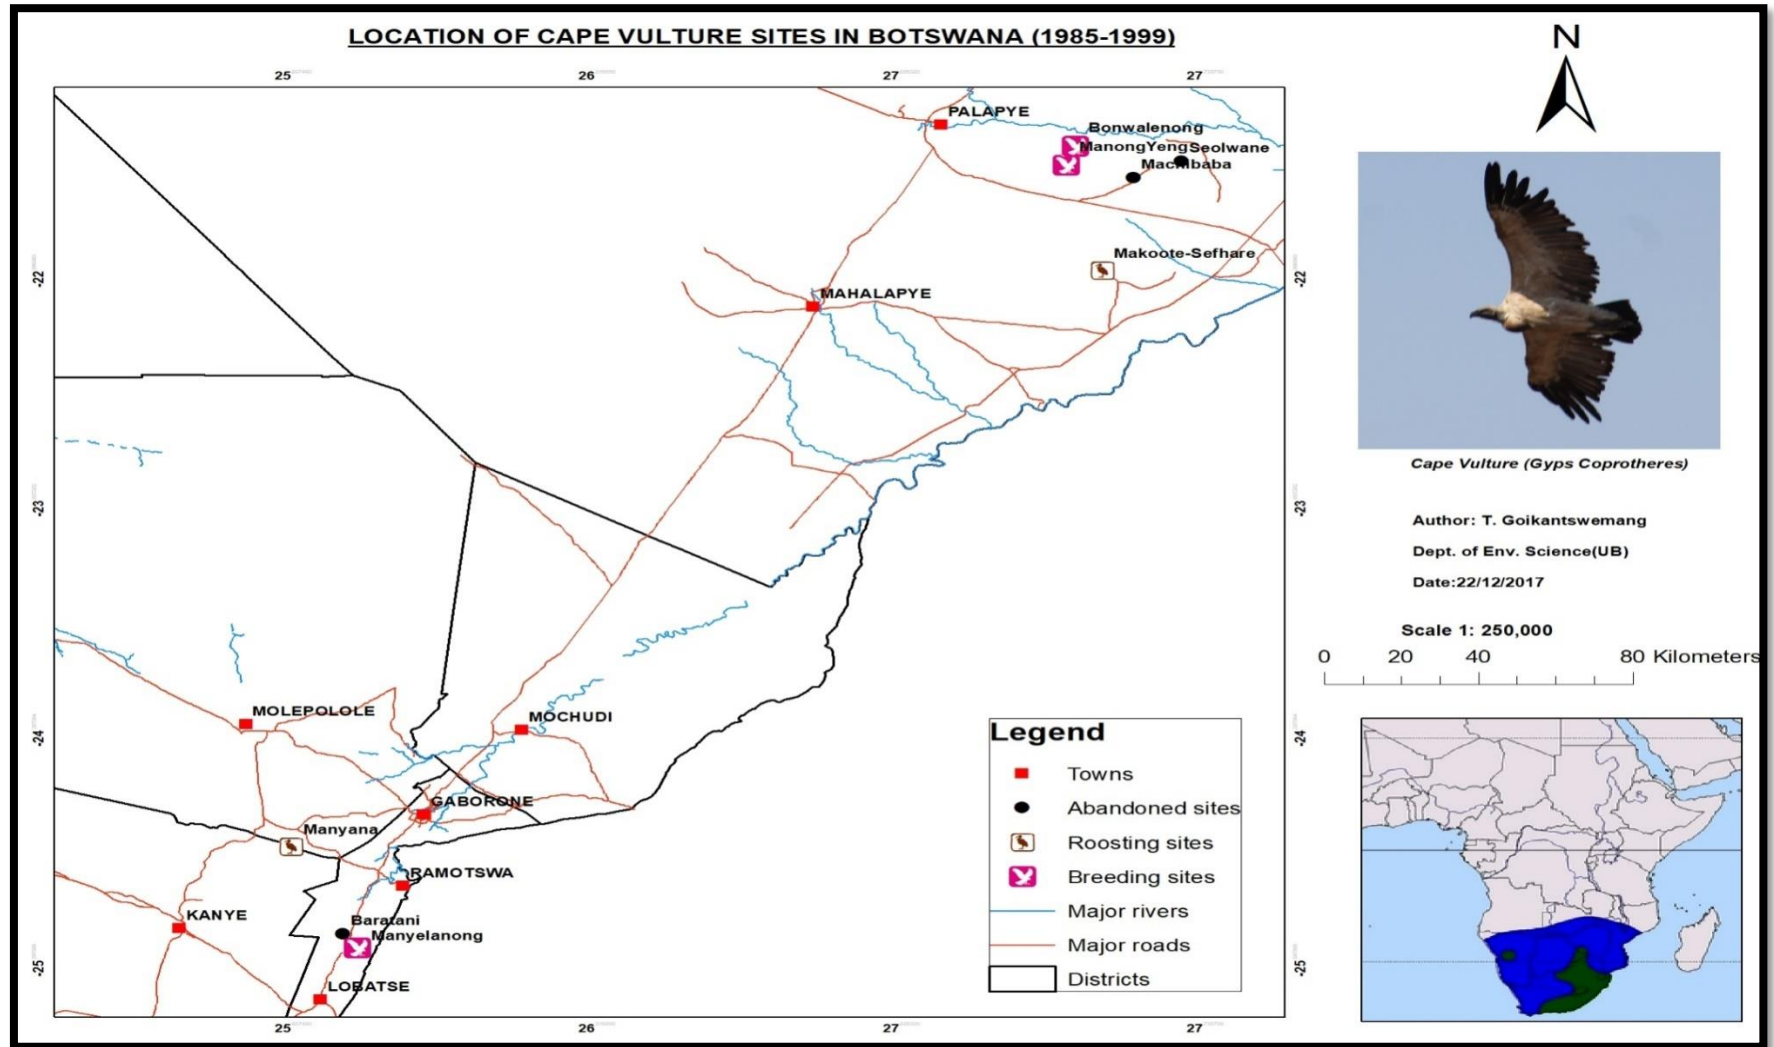 LOCATION OF CAPE VULTURE SITES IN BOTSWANA (1985-1999)
N
25 26 27 27
PALAPYE
Bonwalenong
ManongYeng Seolwane
Machibaba
Makoote-Sefhare
-22 -22
MAHALAPYE
Cape Vulture (Gyps Coprotheres)
-23 -23
Author: T. Goikantswemang
Dept. of Env. Science(UB)
Date:22/12/2017
Scale 1: 250,000
0 20 40 80 Kilometers
MOLEPOLOLE
MOCHUDI
-24 -24
GABORONE
Manyana
RAMOTSWA
KANYE
Baratani
Manyelanong
-25 -25
LOBATSE
Legend
Towns
Abandoned sites
Roosting sites
Breeding sites
Major rivers
Major roads
Districts
25 26 27 27